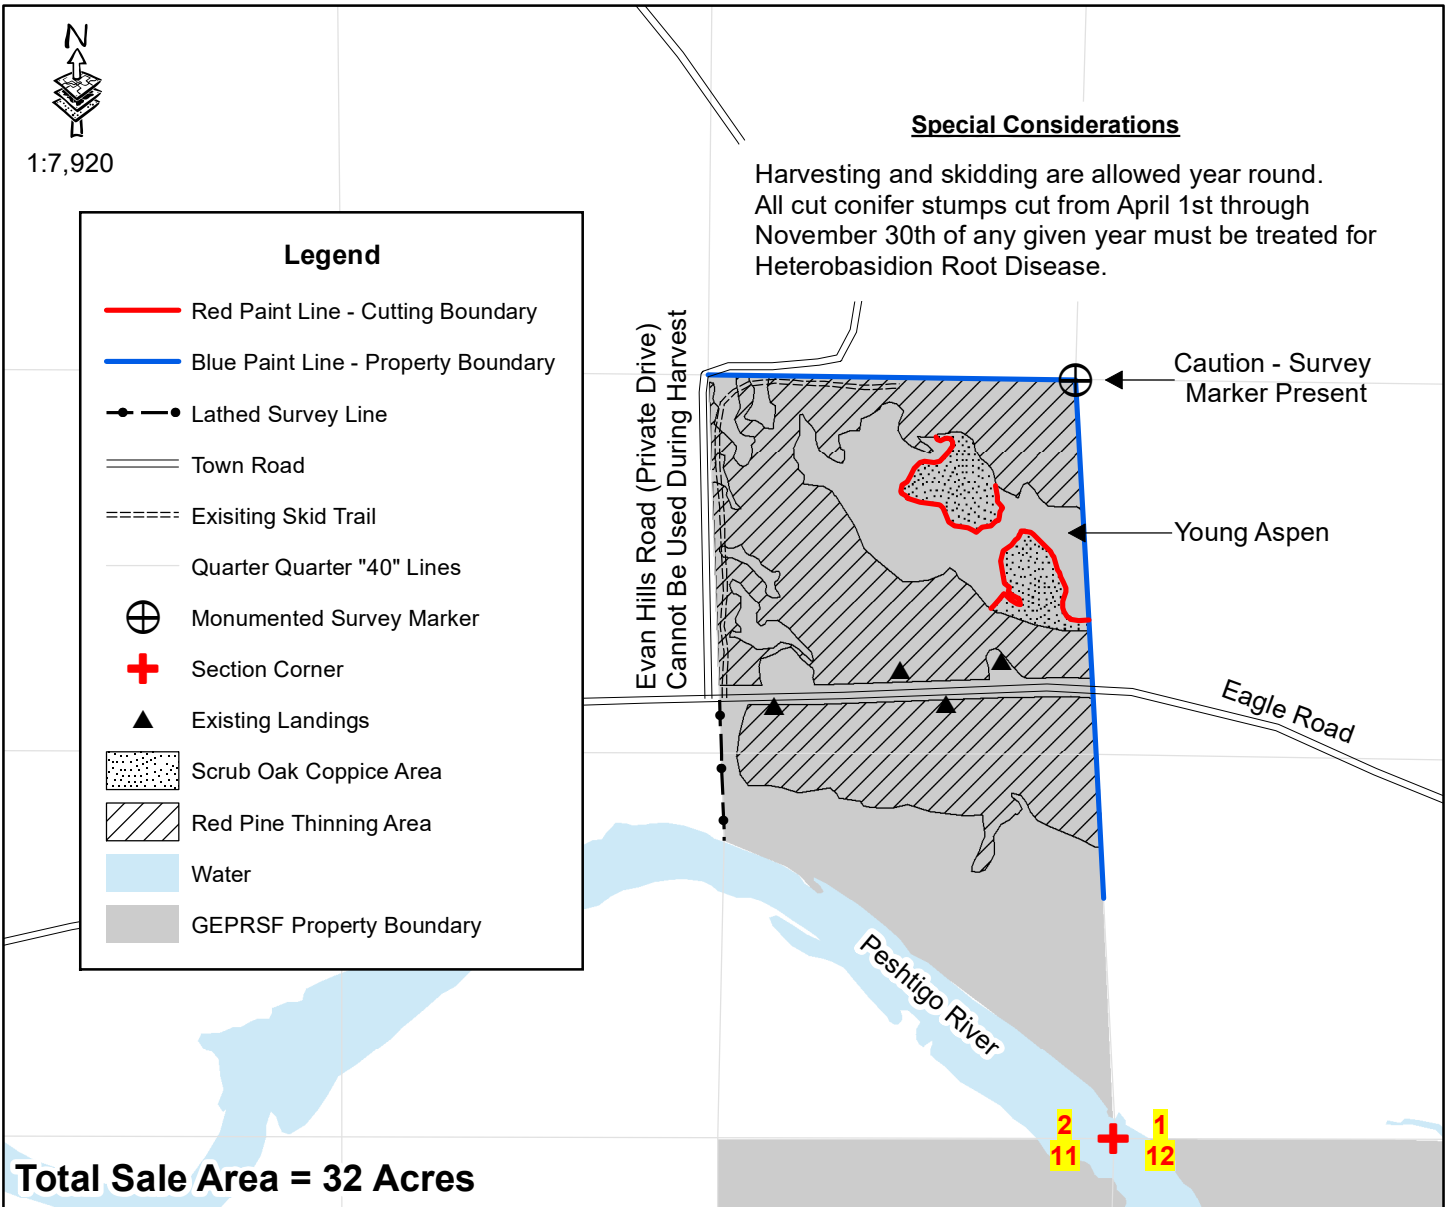 N
1:7,920
Special Considerations
Harvesting and skidding are allowed year round.
All cut conifer stumps cut from April 1st through
November 30th of any given year must be treated for
Heterobasidion Root Disease.
Legend
Red Paint Line - Cutting Boundary
Blue Paint Line - Property Boundary
Lathed Survey Line
Town Road
Exisiting Skid Trail
Quarter Quarter "40" Lines
Monumented Survey Marker
Section Corner
Existing Landings
Scrub Oak Coppice Area
Red Pine Thinning Area
Water
GEPRSF Property Boundary
Evan Hills Road (Private Drive)
Cannot Be Used During Harvest
Caution - Survey
Marker Present
Young Aspen
Eagle Road
Peshtigo River
2 1
11 12
Total Sale Area = 32 Acres